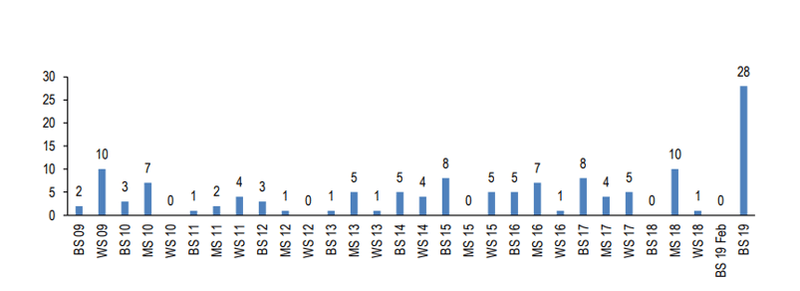 30
25
20
15
10
5
0
2
10
3
7
0
1
2
4
3
1
0
1
5
1
5
4
8
0
5
5
7
1
8
4
5
0
10
1
0
28
BS 09
WS 09
BS 10
MS 10
WS 10
BS 11
MS 11
WS 11
BS 12
MS 12
WS 12
BS 13
MS 13
WS 13
BS 14
WS 14
BS 15
MS 15
WS 15
BS 16
MS 16
WS 16
BS 17
MS 17
WS 17
BS 18
MS 18
WS 18
BS 19 Feb
BS 19